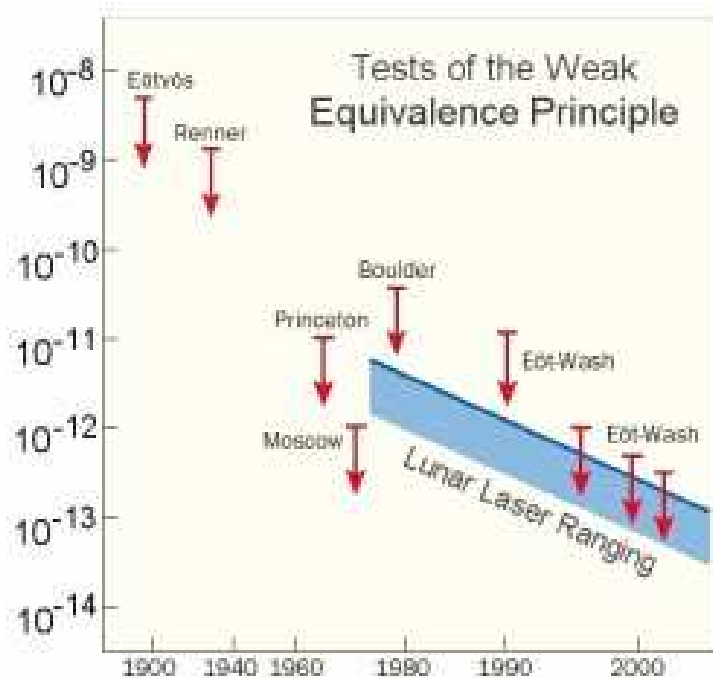 Tests of the Weak
Equivalence Principle
10-8
Eötvös
10-9
Renner
10-10
Boulder
10-11
Princeton
Eöt-Wash
10-12
Moscow
Eöt-Wash
Lunar Laser Ranging
10-13
10-14
1900 1940 1960 1980 1990 2000